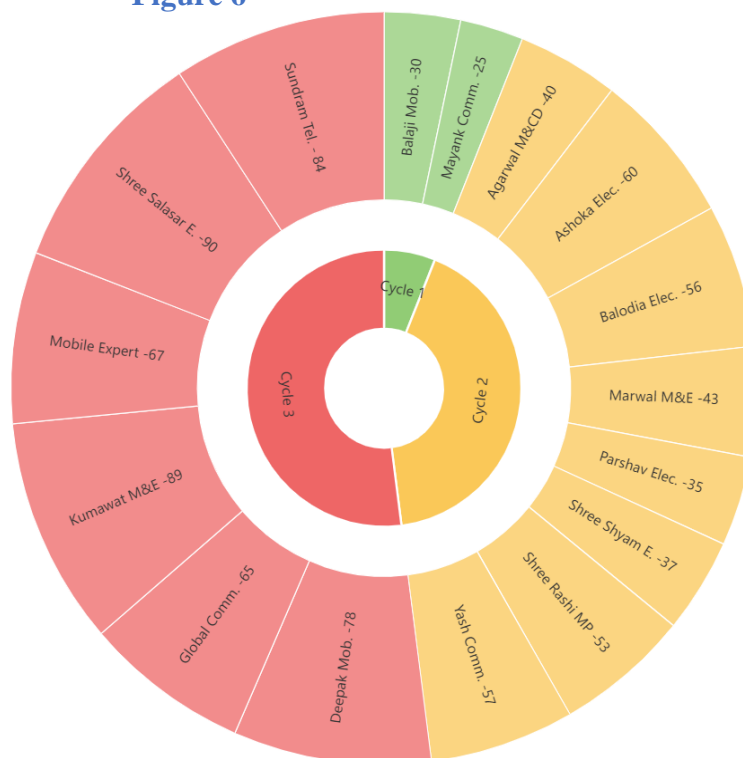 Figure 6
Balaji Mob. -30
Mayank Comm. -25
Agarwal M&CD -40
Ashoka Elec. -60
Balodia Elec. -56
Marwal M&E -43
Parshav Elec. -35
Shree Shyam E. -37
Shree Rashi MP -53
Yash Comm. -57
Deepak Mob. -78
Global Comm. -65
Kumawat M&E -89
Mobile Expert -67
Shree Salasar E. -90
Sundram Tel. - 84
Cycle 1
Cycle 2
Cycle 3